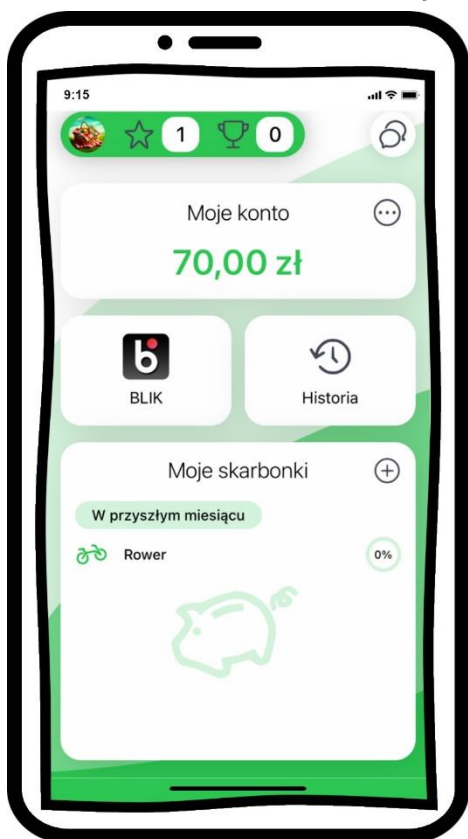 9:15
1 0
Moje konto
70,00 zł
BLIK Historia
Moje skarbonki
W przyszłym miesiącu
Rower 0%